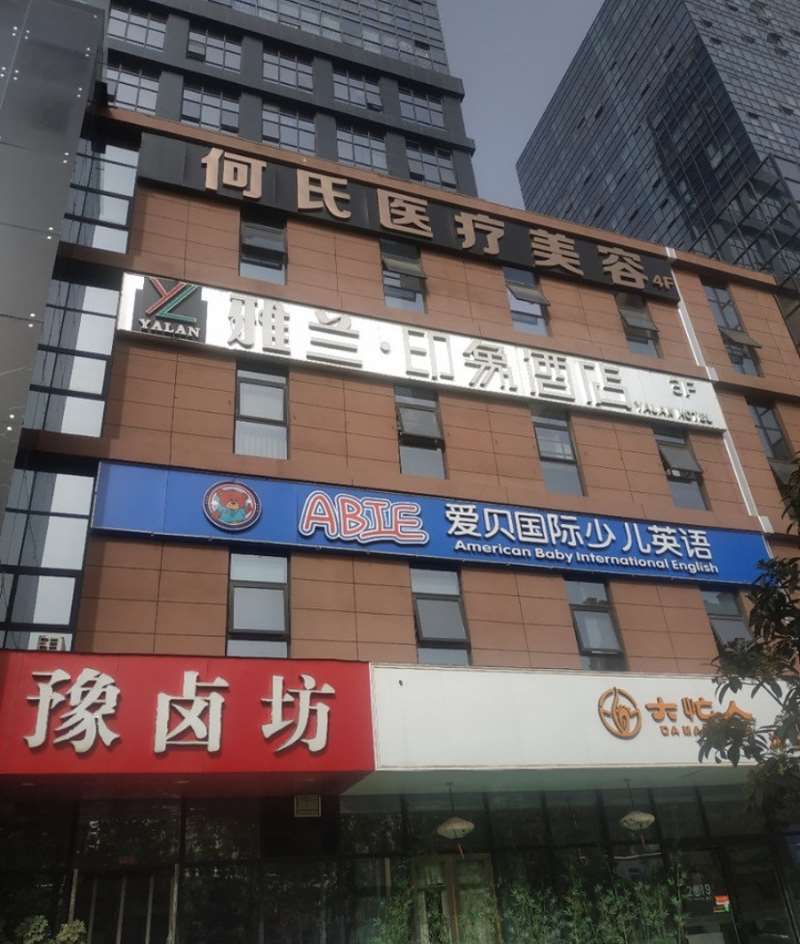 何氏医疗美容 4F
YALAN
雅兰·印象酒店 3F
YALAN HOTEL
ABIE 爱贝国际少儿英语
American Baby International English
豫卤坊
大忙人
2019